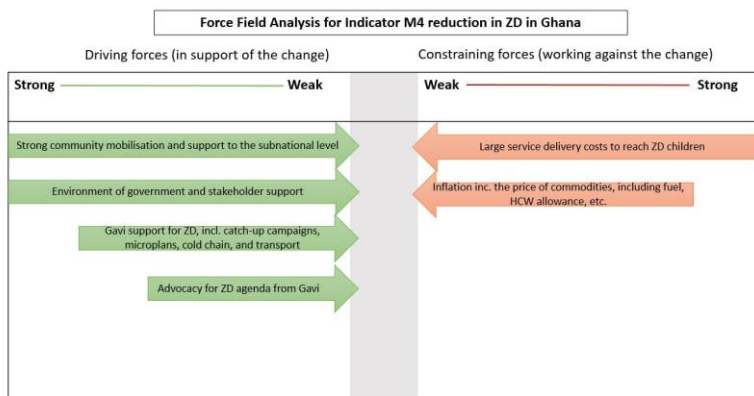 Force Field Analysis for Indicator M4 reduction in ZD in Ghana
Driving forces (in support of the change)
Constraining forces (working against the change)
Strong
Weak
Weak
Strong
Strong community mobilisation and support to the subnational level
Environment of government and stakeholder support
Gavi support for ZD, incl. catch-up campaigns,
microplans, cold chain, and transport
Advocacy for ZD agenda from Gavi
Large service delivery costs to reach ZD children
Inflation inc. the price of commodities, including fuel,
HCW allowance, etc.